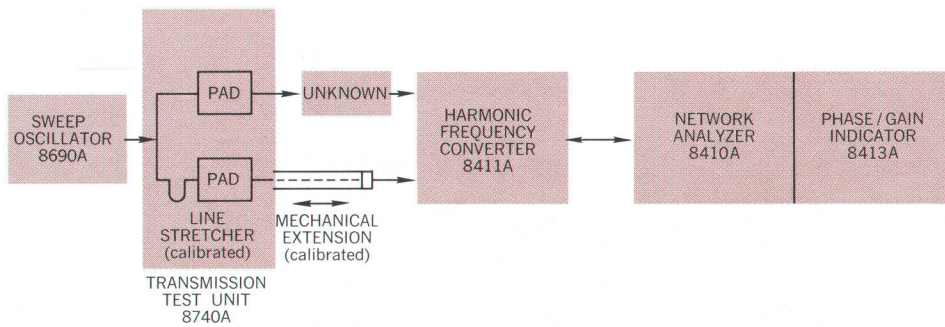 SWEEP
OSCILLATOR
8690A
PAD
UNKNOWN
PAD
LINE
STRETCHER
(calibrated)
MECHANICAL
EXTENSION
(calibrated)
TRANSMISSION
TEST UNIT
8740A
HARMONIC
FREQUENCY
CONVERTER
8411A
NETWORK
ANALYZER
8410A
PHASE/GAIN
INDICATOR
8413A